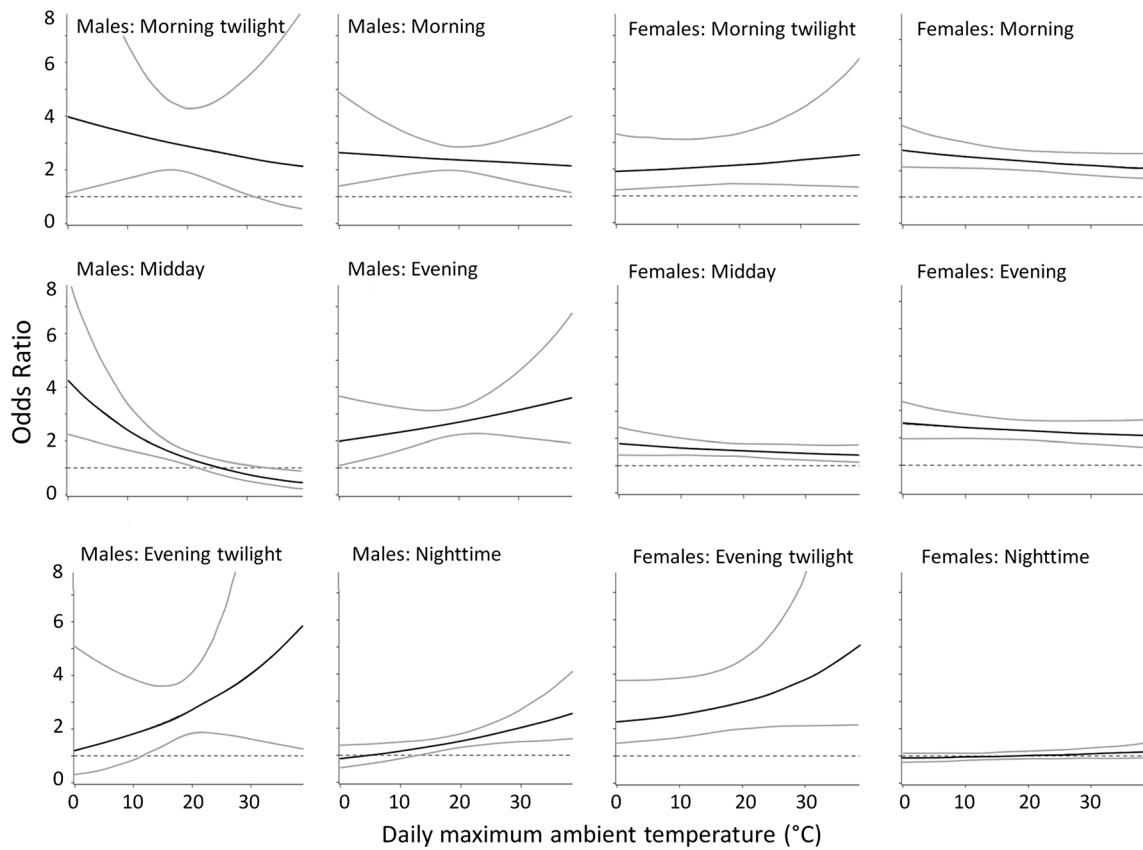 8 Males: Morning twilight Males: Morning Females: Morning twilight Females: Morning
6
4
2
0
Males: Midday Males: Evening Females: Midday Females: Evening
8
6
4
2
0
Odds Ratio
Males: Evening twilight Males: Nighttime Females: Evening twilight Females: Nighttime
8
6
4
2
0
0 10 20 30 0 10 20 30 0 10 20 30 0 10 20 30
Daily maximum ambient temperature (°C)